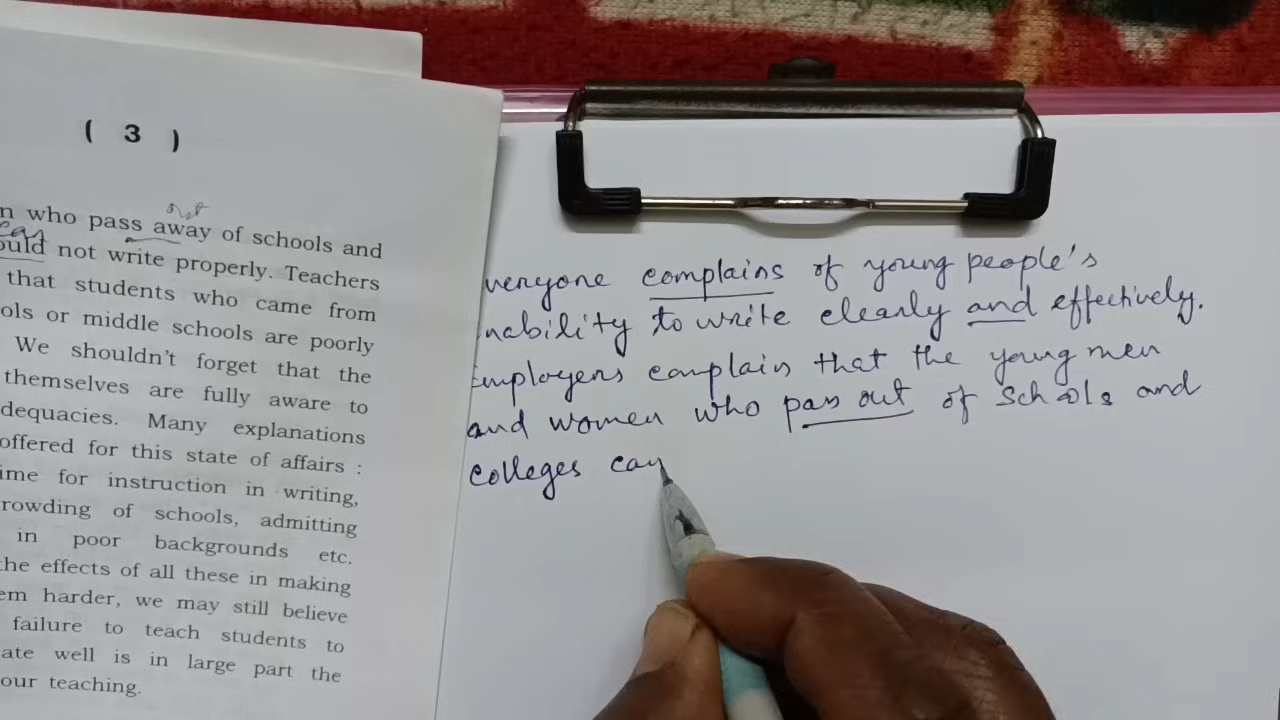 ( 3 )
out
n who pass away of schools and
can
ould not write properly. Teachers
that students who came from
ols or middle schools are poorly
We shouldn't forget that the
themselves are fully aware to
dequacies. Many explanations
offered for this state of affairs :
ime for instruction in writing,
rowding of schools, admitting
in poor backgrounds etc.
the effects of all these in making
em harder, we may still believe
failure to teach students to
ate well is in large part the
our teaching.
veryone complains of young people's
nability to write clearly and effectively.
Employers complain that the young men
and women who pass out of schools and
colleges can